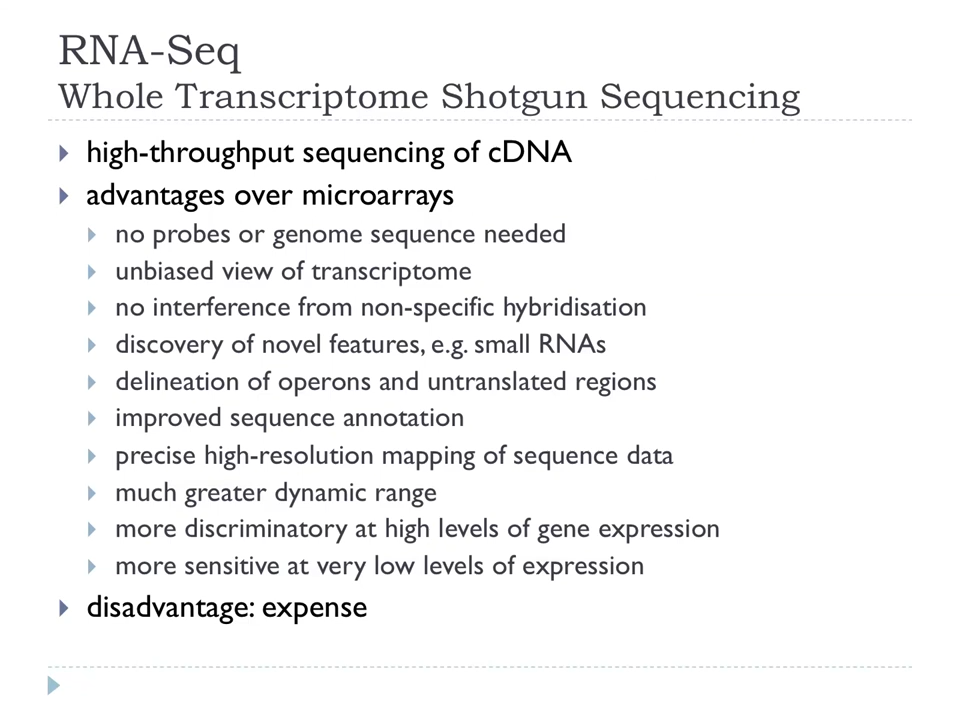 RNA-Seq
Whole Transcriptome Shotgun Sequencing
high-throughput sequencing of cDNA
advantages over microarrays
no probes or genome sequence needed
unbiased view of transcriptome
no interference from non-specific hybridisation
discovery of novel features, e.g. small RNAs
delineation of operons and untranslated regions
improved sequence annotation
precise high-resolution mapping of sequence data
much greater dynamic range
more discriminatory at high levels of gene expression
more sensitive at very low levels of expression
disadvantage: expense